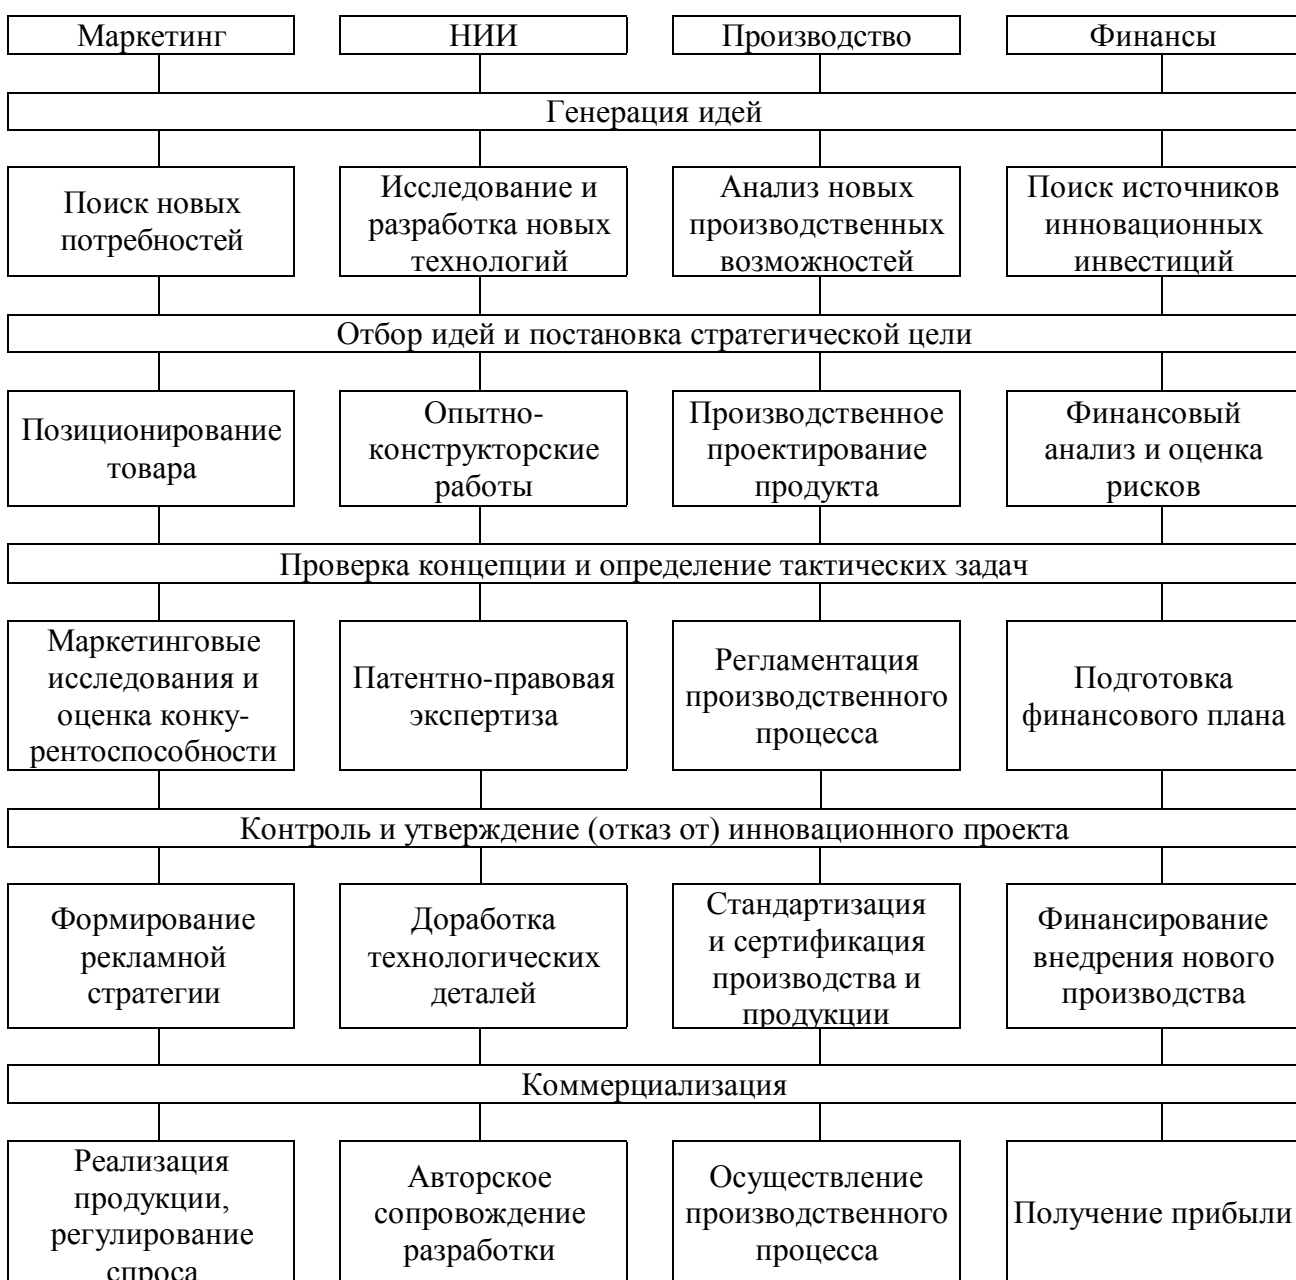 Маркетинг
НИИ
Производство
Финансы
Генерация идей
Поиск новых
потребностей
Исследование и
разработка новых
технологий
Анализ новых
производственных
возможностей
Поиск источников
инновационных
инвестиций
Отбор идей и постановка стратегической цели
Позиционирование
товара
Опытно-
конструкторские
работы
Производственное
проектирование
продукта
Финансовый
анализ и оценка
рисков
Проверка концепции и определение тактических задач
Маркетинговые
исследования и
оценка конку-
рентоспособности
Патентно-правовая
экспертиза
Регламентация
производственного
процесса
Подготовка
финансового плана
Контроль и утверждение (отказ от) инновационного проекта
Формирование
рекламной
стратегии
Доработка
технологических
деталей
Стандартизация
и сертификация
производства и
продукции
Финансирование
внедрения нового
производства
Коммерциализация
Реализация
продукции,
регулирование
спроса
Авторское
сопровождение
разработки
Осуществление
производственного
процесса
Получение прибыли